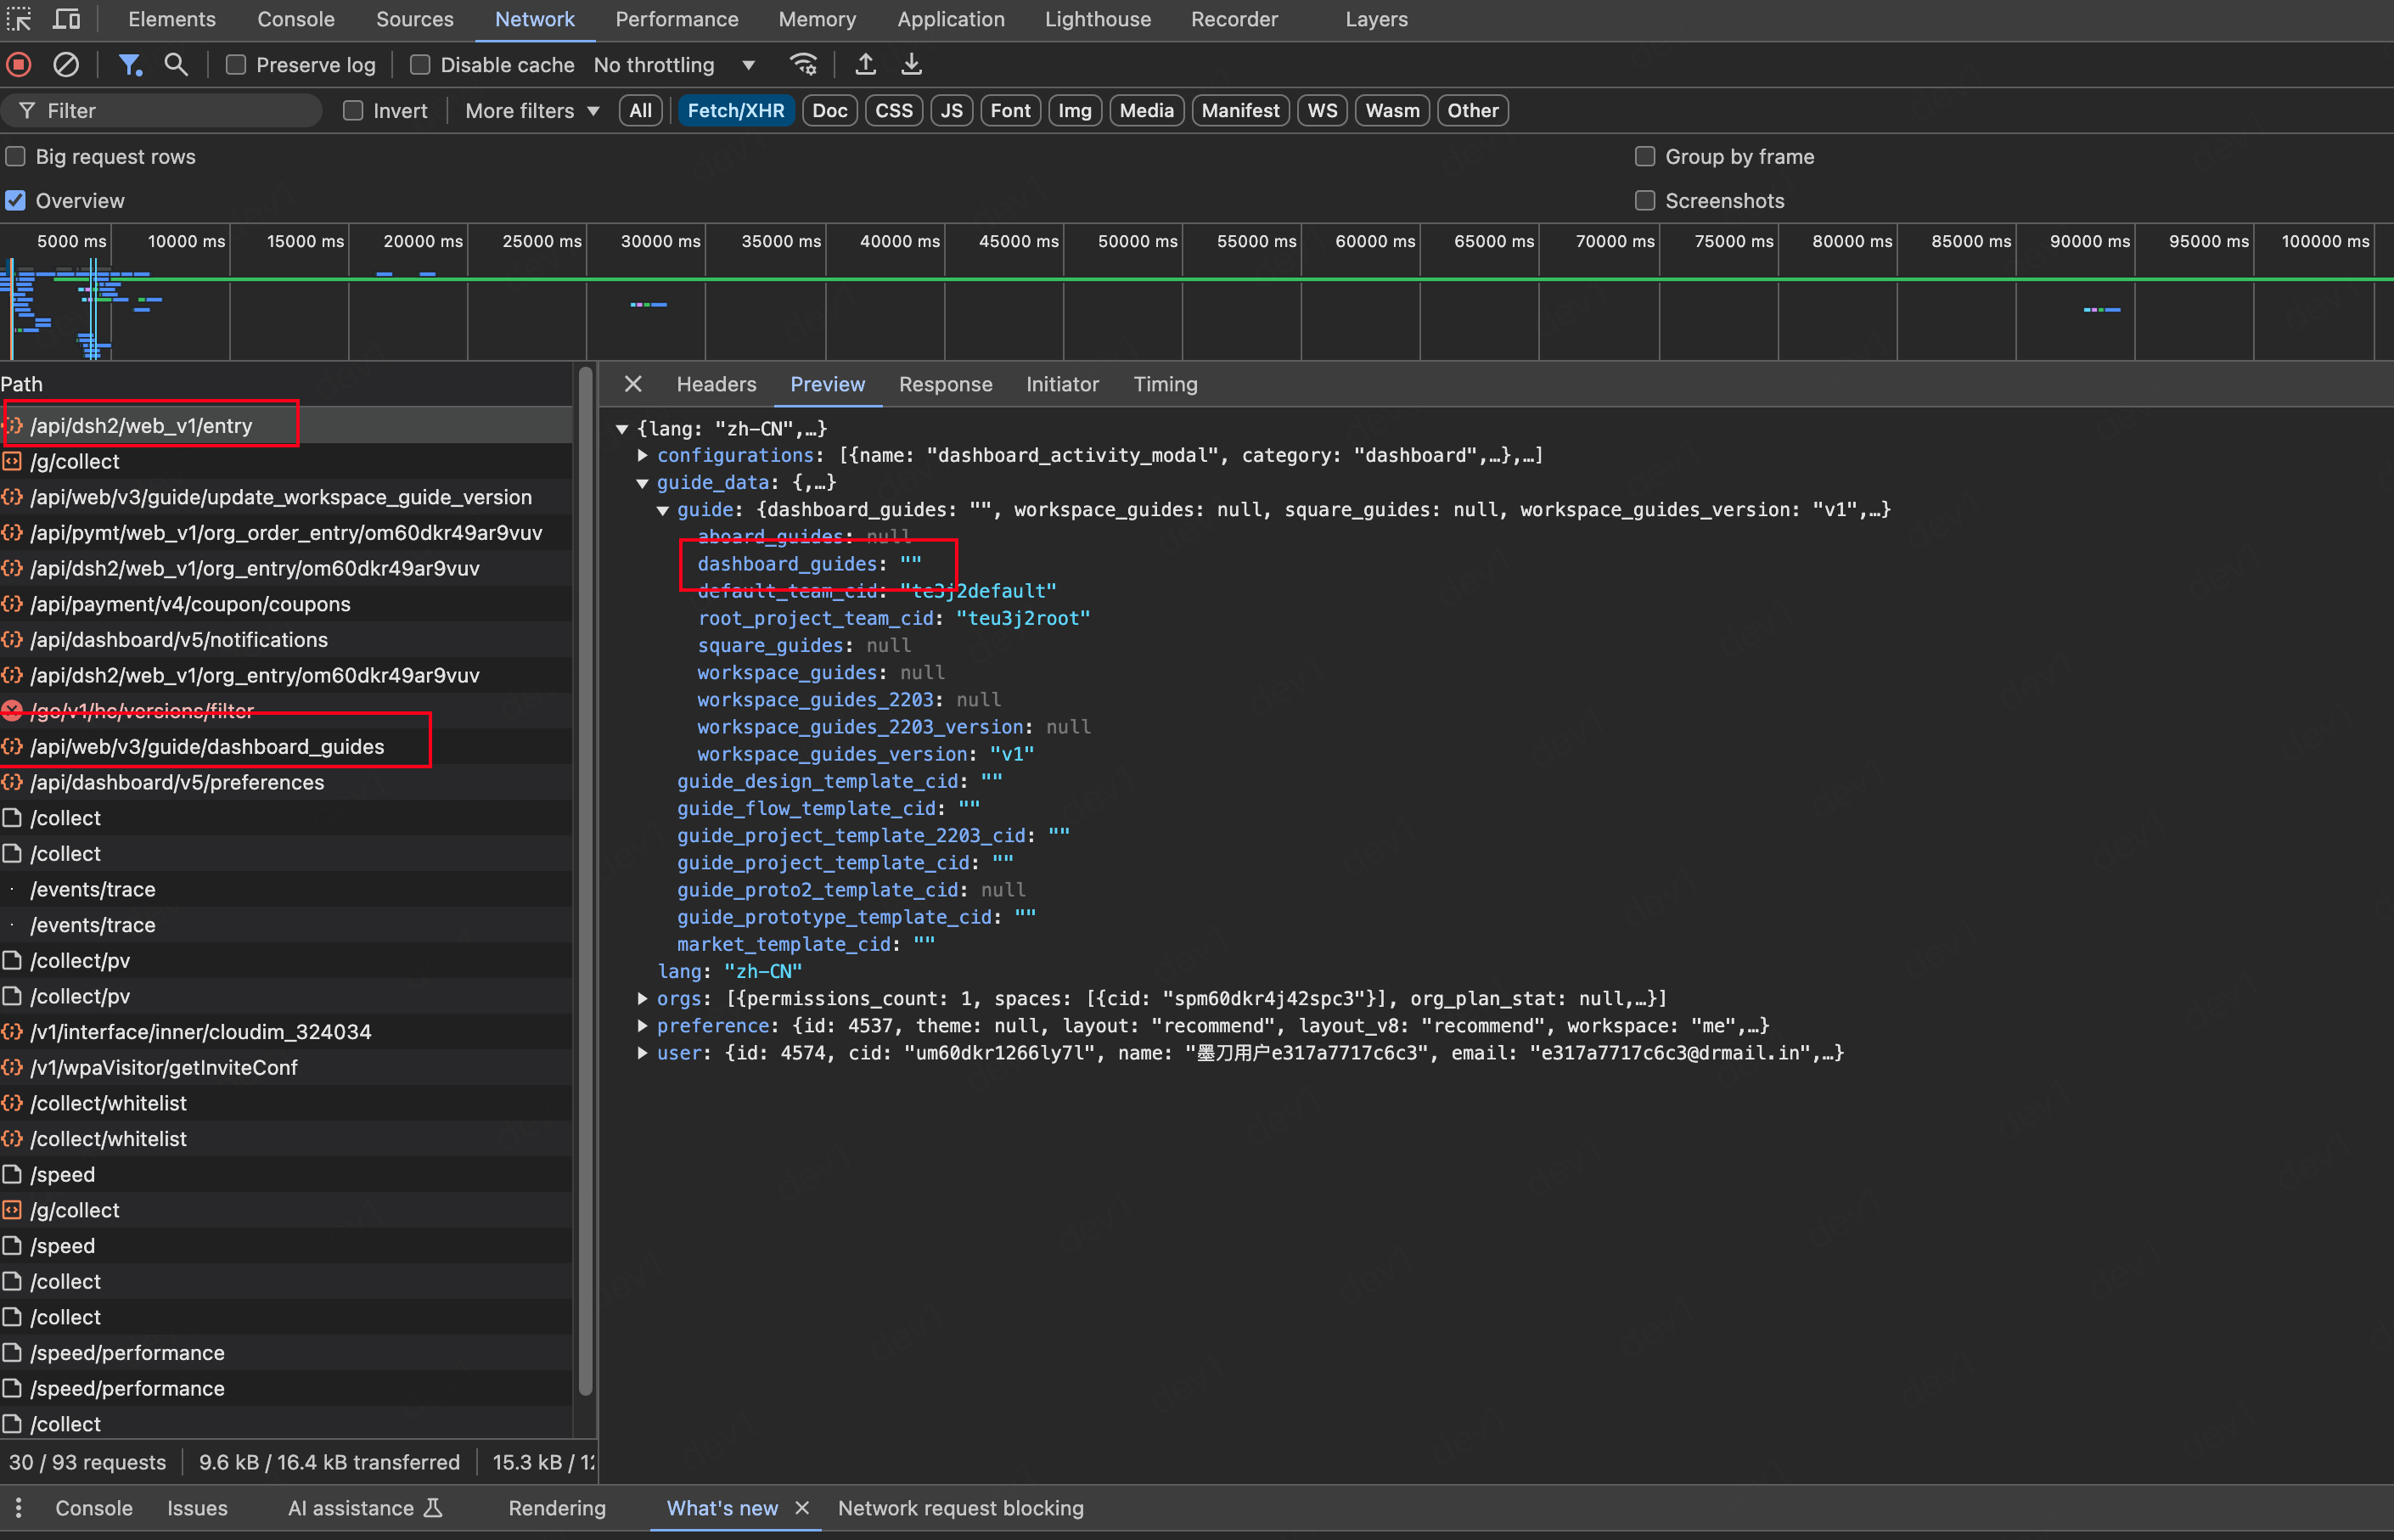 Elements Console Sources Network Performance Memory Application Lighthouse Recorder Layers
Preserve log Disable cache No throttling
Filter Invert More filters All Fetch/XHR Doc CSS JS Font Img Media Manifest WS Wasm Other
Big request rows Group by frame
Overview Screenshots
5000 ms 10000 ms 15000 ms 20000 ms 25000 ms 30000 ms 35000 ms 40000 ms 45000 ms 50000 ms 55000 ms 60000 ms 65000 ms 70000 ms 75000 ms 80000 ms 85000 ms 90000 ms 95000 ms 100000 ms
Path
/api/dsh2/web_v1/entry
/g/collect
/api/web/v3/guide/update_workspace_guide_version
/api/pymt/web_v1/org_order_entry/om60dkr49ar9vuv
/api/dsh2/web_v1/org_entry/om60dkr49ar9vuv
/api/payment/v4/coupon/coupons
/api/dashboard/v5/notifications
/api/dsh2/web_v1/org_entry/om60dkr49ar9vuv
/go/v1/hc/versions/filter
/api/web/v3/guide/dashboard_guides
/api/dashboard/v5/preferences
/collect
/collect
/events/trace
/events/trace
/collect/pv
/collect/pv
/v1/interface/inner/cloudim_324034
/v1/wpaVisitor/getInviteConf
/collect/whitelist
/collect/whitelist
/speed
/g/collect
/speed
/collect
/collect
/speed/performance
/speed/performance
/collect
30 / 93 requests 9.6 kB / 16.4 kB transferred 15.3 kB / 12
Headers Preview Response Initiator Timing
{lang: "zh-CN",…}
configurations: [{name: "dashboard_activity_modal", category: "dashboard",…},…]
guide_data: {,…}
guide: {dashboard_guides: "", workspace_guides: null, square_guides: null, workspace_guides_version: "v1",…}
aboard_guides: null
dashboard_guides: ""
default_team_cid: "te3j2default"
root_project_team_cid: "teu3j2root"
square_guides: null
workspace_guides: null
workspace_guides_2203: null
workspace_guides_2203_version: null
workspace_guides_version: "v1"
guide_design_template_cid: ""
guide_flow_template_cid: ""
guide_project_template_2203_cid: ""
guide_project_template_cid: ""
guide_proto2_template_cid: null
guide_prototype_template_cid: ""
market_template_cid: ""
lang: "zh-CN"
orgs: [{permissions_count: 1, spaces: [{cid: "spm60dkr4j42spc3"}], org_plan_stat: null,…}]
preference: {id: 4537, theme: null, layout: "recommend", layout_v8: "recommend", workspace: "me",…}
user: {id: 4574, cid: "um60dkr1266ly7l", name: "墨刀用户e317a7717c6c3", email: "e317a7717c6c3@drmail.in",…}
Console Issues AI assistance Rendering What's new Network request blocking